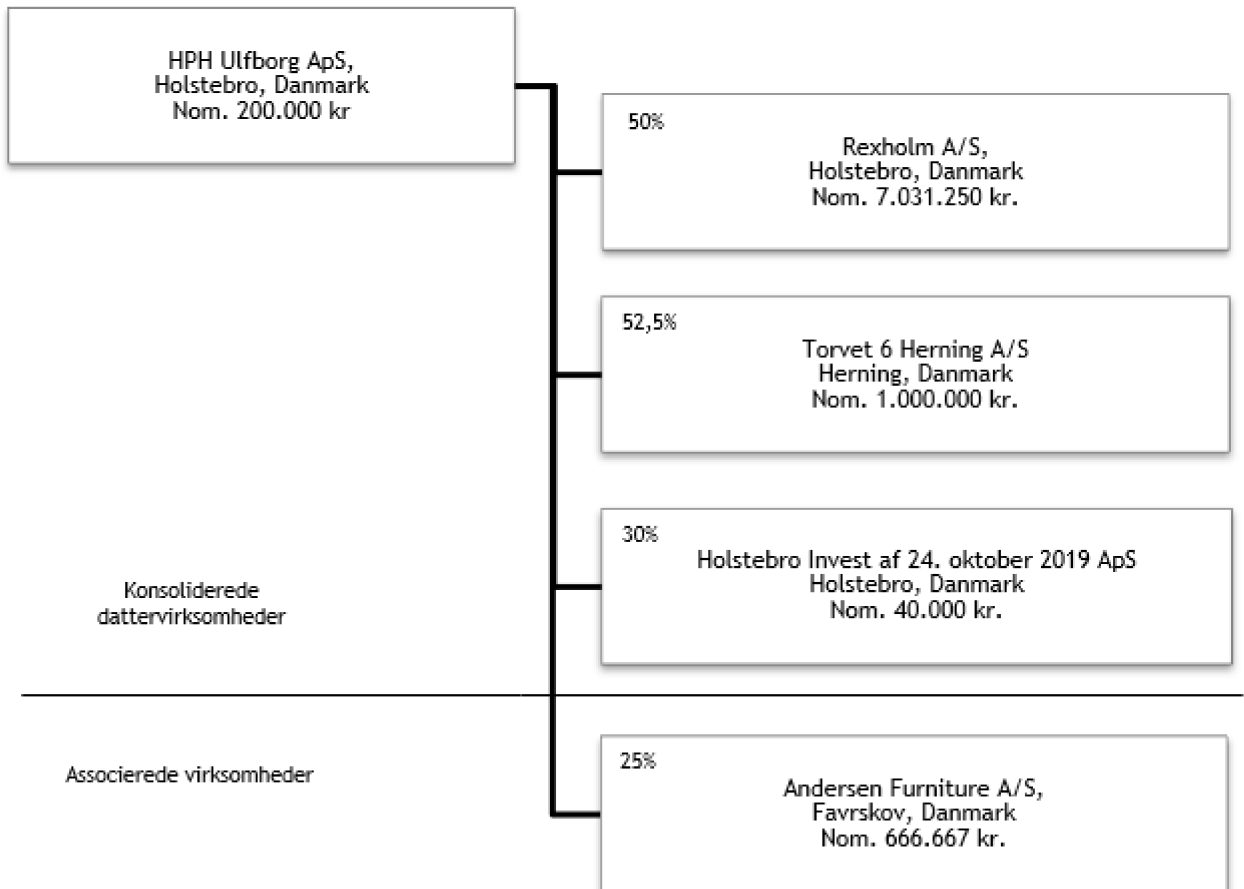 HPH Ulfborg ApS,
Holstebro, Danmark
Nom. 200.000 kr
50%
Rexholm A/S,
Holstebro, Danmark
Nom. 7.031.250 kr.
52,5%
Torvet 6 Herning A/S
Herning, Danmark
Nom. 1.000.000 kr.
30%
Holstebro Invest af 24. oktober 2019 ApS
Holstebro, Danmark
Nom. 40.000 kr.
Konsoliderede
dattervirksomheder
Associerede virksomheder
25%
Andersen Furniture A/S,
Favrskov, Danmark
Nom. 666.667 kr.